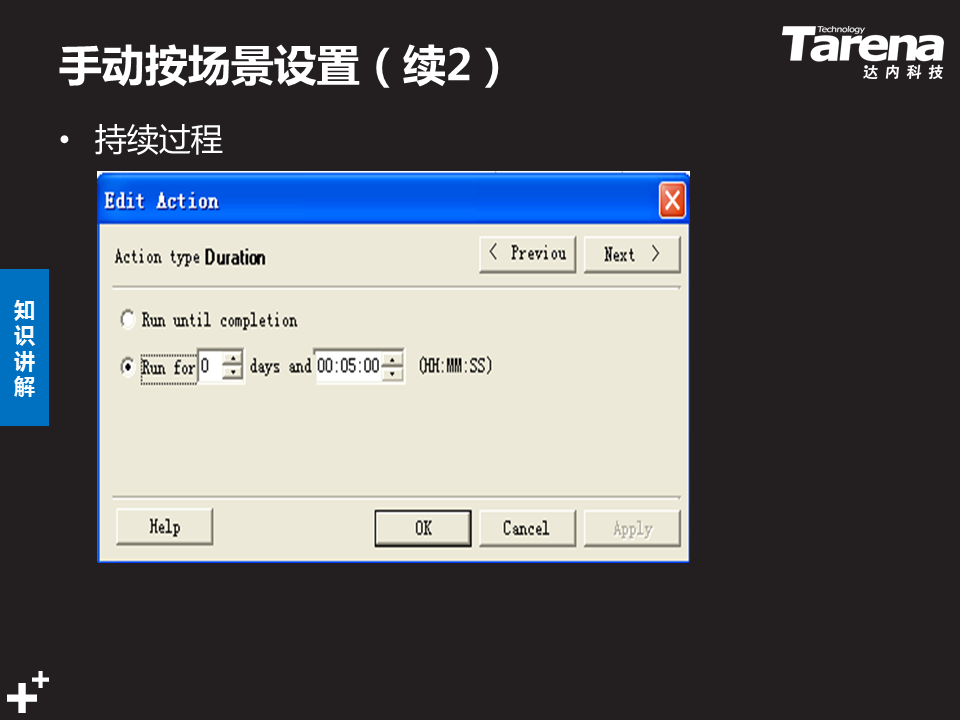 手动按场景设置（续2）
Technology
Tarena
达内科技
• 持续过程
Edit Action
Action type Duration
< Previou
Next >
Run until completion
Run for 0 days and 00:05:00 (HH:MM:SS)
Help
OK
Cancel
Apply
知识讲解